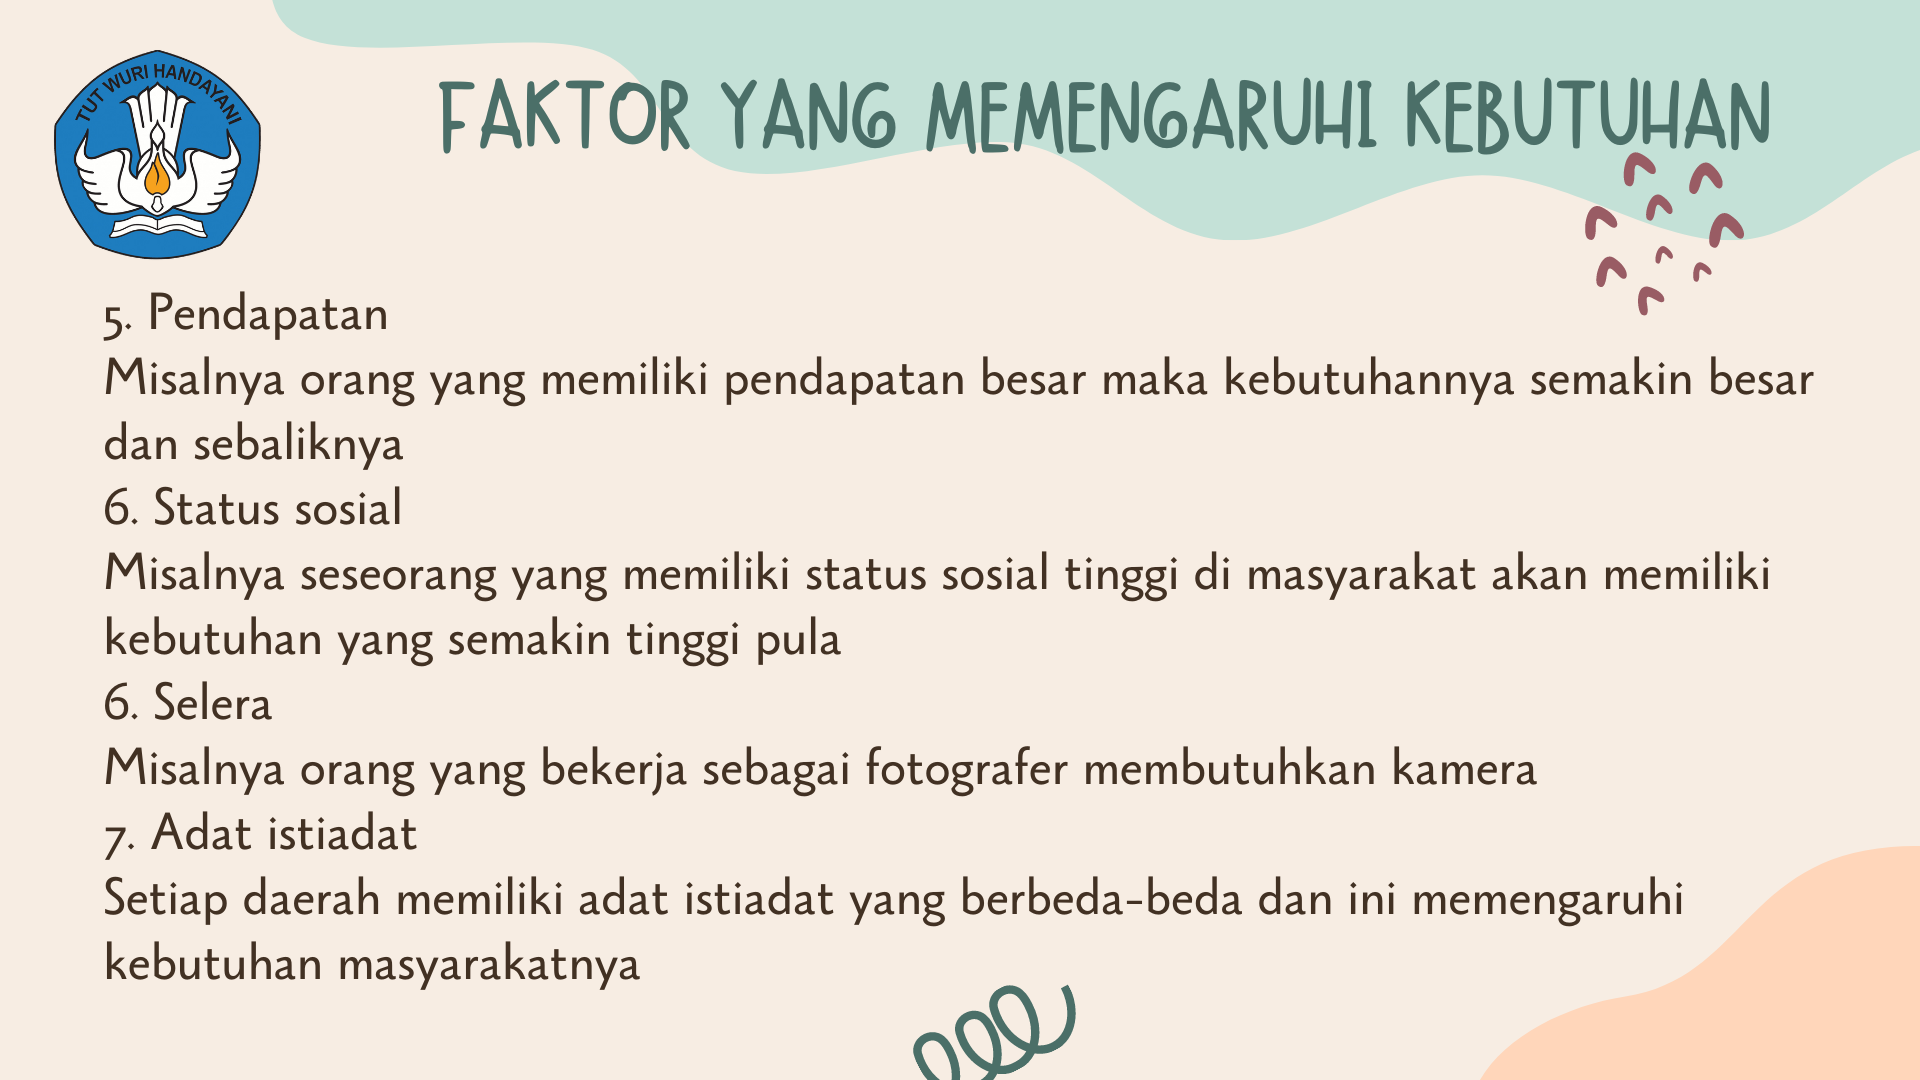 TUT WURI HANDAYANI
FAKTOR YANG MEMENGARUHI KEBUTUHAN
5. Pendapatan
Misalnya orang yang memiliki pendapatan besar maka kebutuhannya semakin besar
dan sebaliknya
6. Status sosial
Misalnya seseorang yang memiliki status sosial tinggi di masyarakat akan memiliki
kebutuhan yang semakin tinggi pula
6. Selera
Misalnya orang yang bekerja sebagai fotografer membutuhkan kamera
7. Adat istiadat
Setiap daerah memiliki adat istiadat yang berbeda-beda dan ini memengaruhi
kebutuhan masyarakatnya